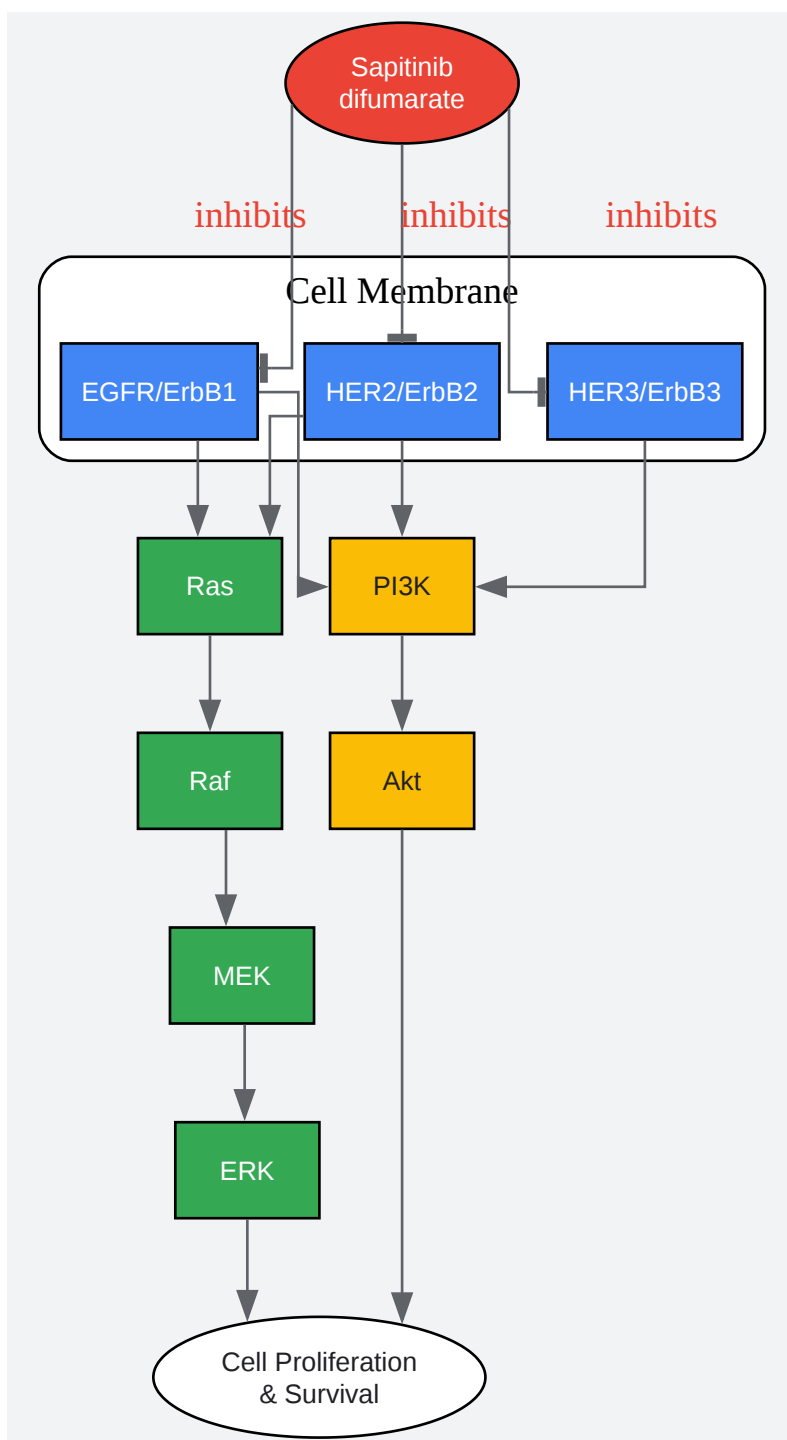 Sapitinib
difumarate
inhibits
inhibits
inhibits
Cell Membrane
EGFR/ErbB1
HER2/ErbB2
HER3/ErbB3
Ras
PI3K
Raf
Akt
MEK
ERK
Cell Proliferation
& Survival